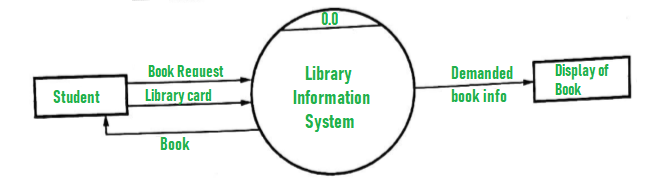 0.0
Book Request
Library card
Student
Book
Library
Information
System
Demanded
book info
Display of
Book